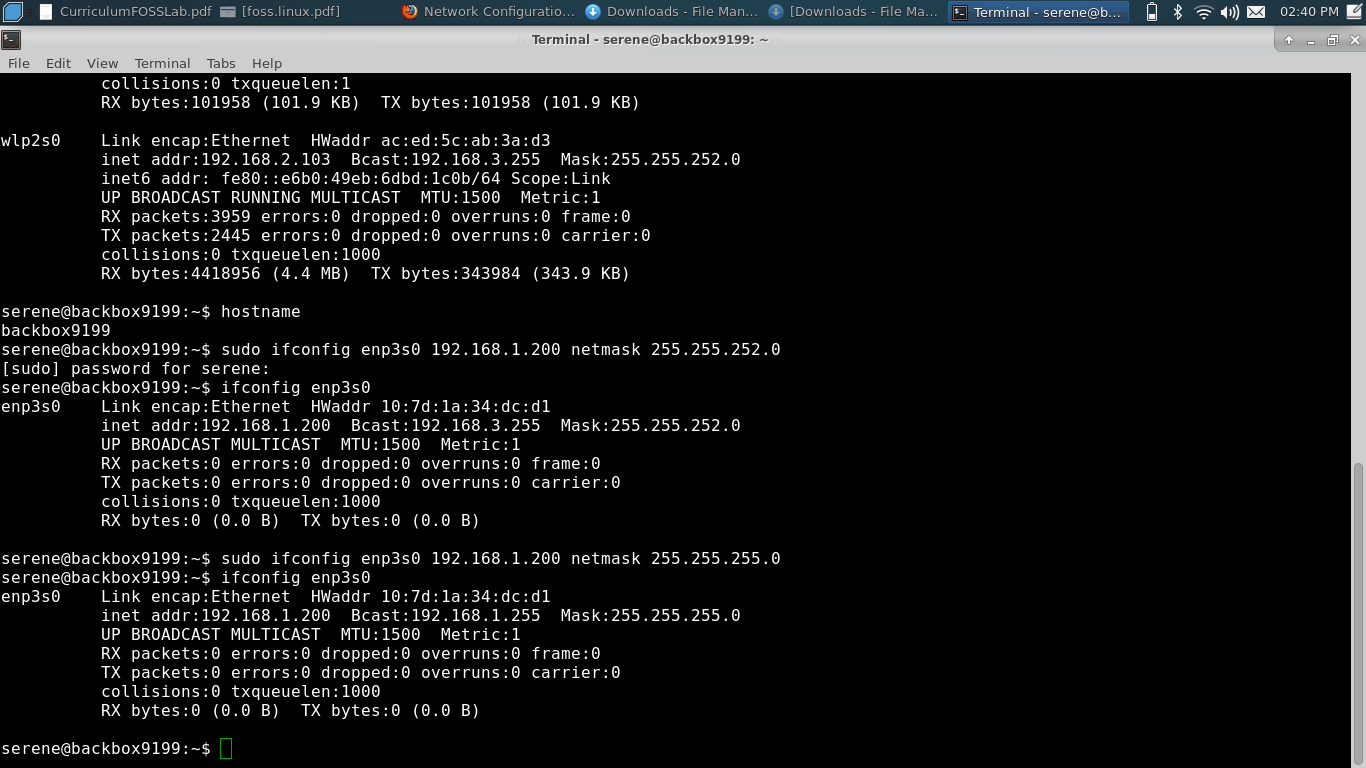 CurriculumFOSSLab.pdf [foss.linux.pdf] Network Configuratio... Downloads - File Man... [Downloads - File Ma... Terminal - serene@b... 02:40 PM
Terminal - serene@backbox9199: ~
File Edit View Terminal Tabs Help
collisions:0 txqueuelen:1
RX bytes:101958 (101.9 KB)  TX bytes:101958 (101.9 KB)
wlp2s0    Link encap:Ethernet  HWaddr ac:ed:5c:ab:3a:d3
inet addr:192.168.2.103  Bcast:192.168.3.255  Mask:255.255.252.0
inet6 addr: fe80::e6b0:49eb:6dbd:1c0b/64 Scope:Link
UP BROADCAST RUNNING MULTICAST  MTU:1500  Metric:1
RX packets:3959 errors:0 dropped:0 overruns:0 frame:0
TX packets:2445 errors:0 dropped:0 overruns:0 carrier:0
collisions:0 txqueuelen:1000
RX bytes:4418956 (4.4 MB)  TX bytes:343984 (343.9 KB)
serene@backbox9199:~$ hostname
backbox9199
serene@backbox9199:~$ sudo ifconfig enp3s0 192.168.1.200 netmask 255.255.252.0
[sudo] password for serene:
serene@backbox9199:~$ ifconfig enp3s0
enp3s0    Link encap:Ethernet  HWaddr 10:7d:1a:34:dc:d1
inet addr:192.168.1.200  Bcast:192.168.3.255  Mask:255.255.252.0
UP BROADCAST MULTICAST  MTU:1500  Metric:1
RX packets:0 errors:0 dropped:0 overruns:0 frame:0
TX packets:0 errors:0 dropped:0 overruns:0 carrier:0
collisions:0 txqueuelen:1000
RX bytes:0 (0.0 B)  TX bytes:0 (0.0 B)
serene@backbox9199:~$ sudo ifconfig enp3s0 192.168.1.200 netmask 255.255.255.0
serene@backbox9199:~$ ifconfig enp3s0
enp3s0    Link encap:Ethernet  HWaddr 10:7d:1a:34:dc:d1
inet addr:192.168.1.200  Bcast:192.168.1.255  Mask:255.255.255.0
UP BROADCAST MULTICAST  MTU:1500  Metric:1
RX packets:0 errors:0 dropped:0 overruns:0 frame:0
TX packets:0 errors:0 dropped:0 overruns:0 carrier:0
collisions:0 txqueuelen:1000
RX bytes:0 (0.0 B)  TX bytes:0 (0.0 B)
serene@backbox9199:~$